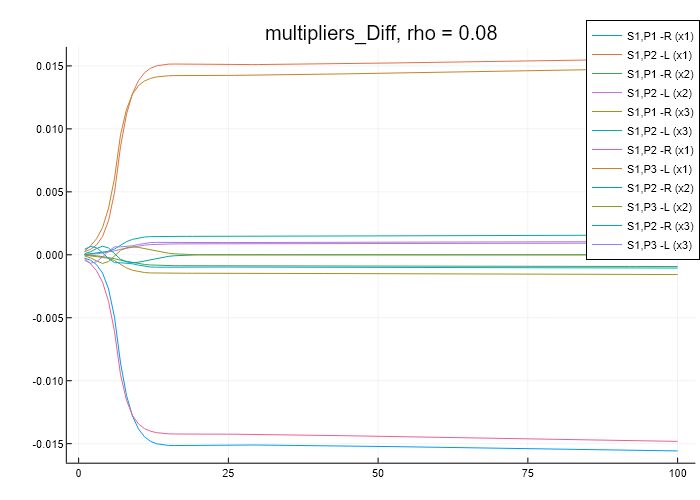 multipliers_Diff, rho = 0.08
S1,P1 -R (x1)
S1,P2 -L (x1)
S1,P1 -R (x2)
S1,P2 -L (x2)
S1,P1 -R (x3)
S1,P2 -L (x3)
S1,P2 -R (x1)
S1,P3 -L (x1)
S1,P2 -R (x2)
S1,P3 -L (x2)
S1,P2 -R (x3)
S1,P3 -L (x3)
0.015
0.010
0.005
0.000
-0.005
-0.010
-0.015
0 25 50 75 100